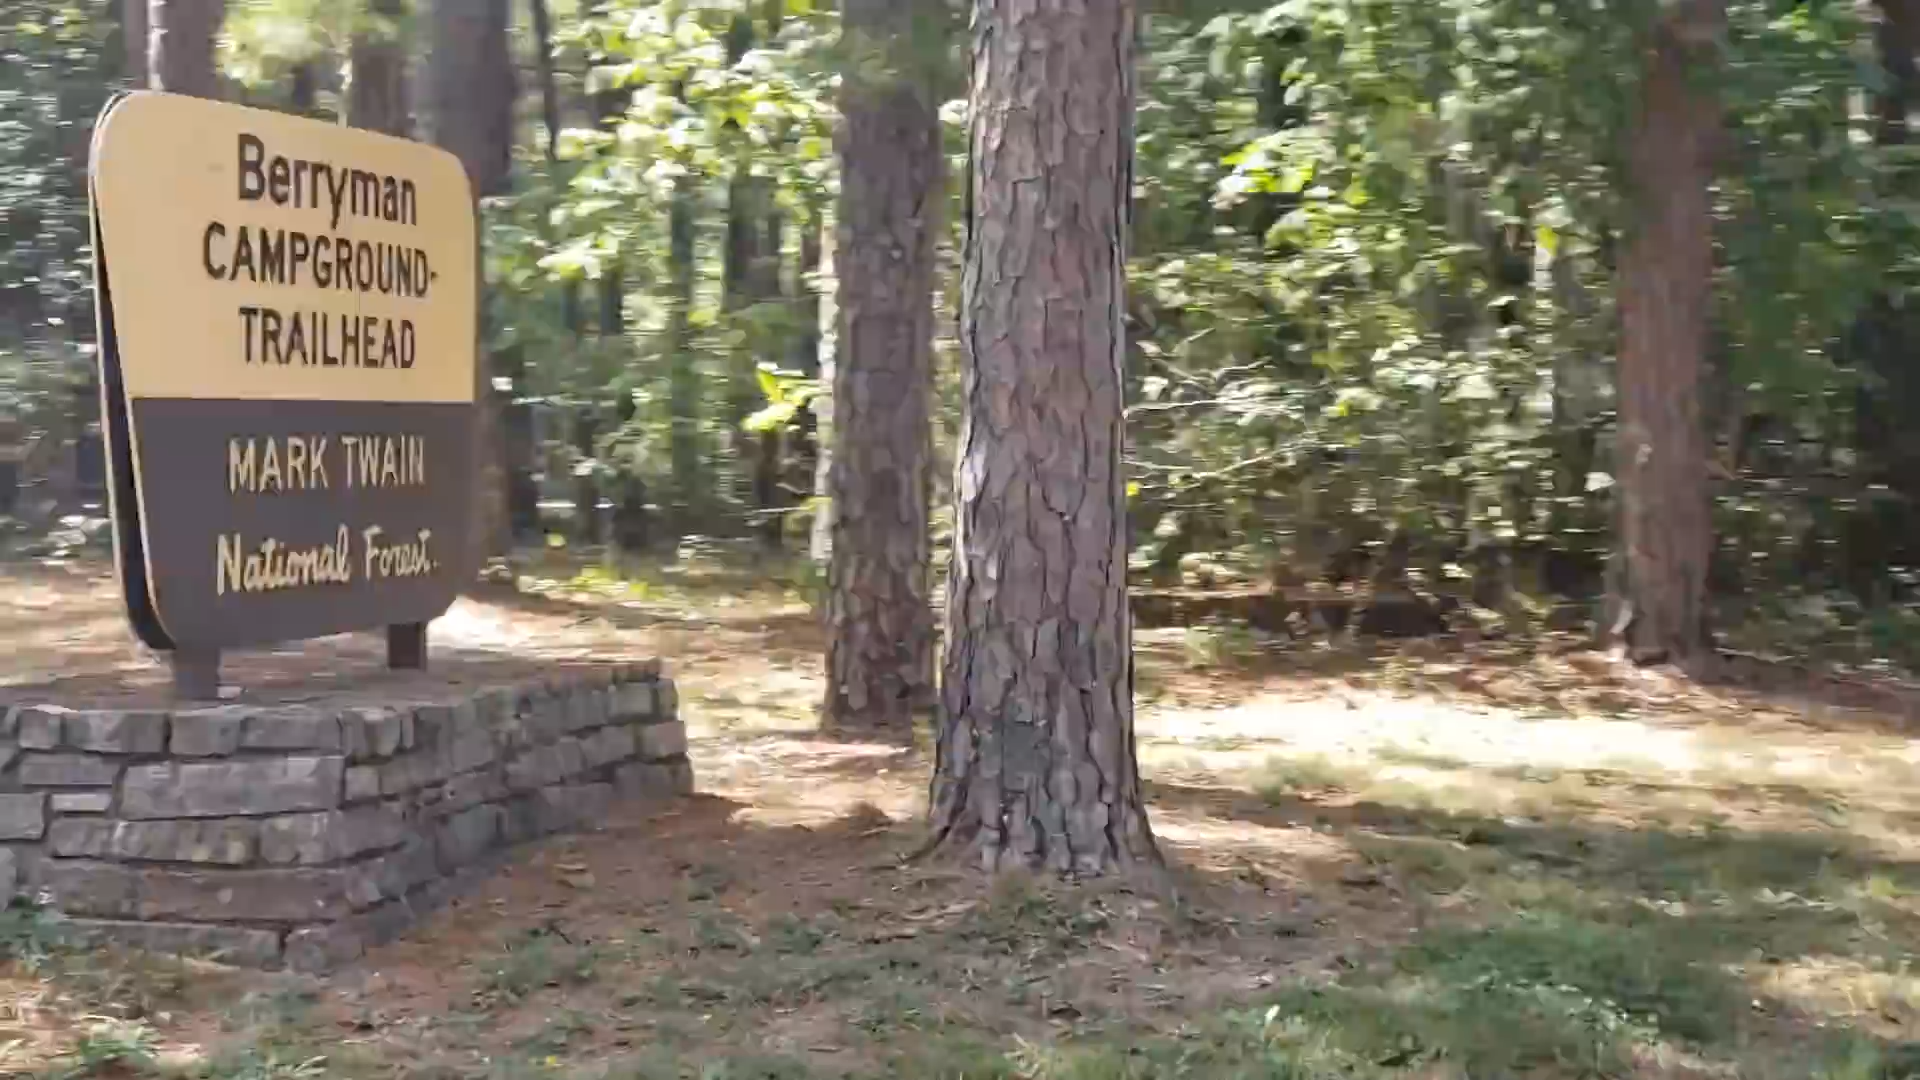 Berryman
CAMPGROUND-
TRAILHEAD
MARK TWAIN
National Forest.